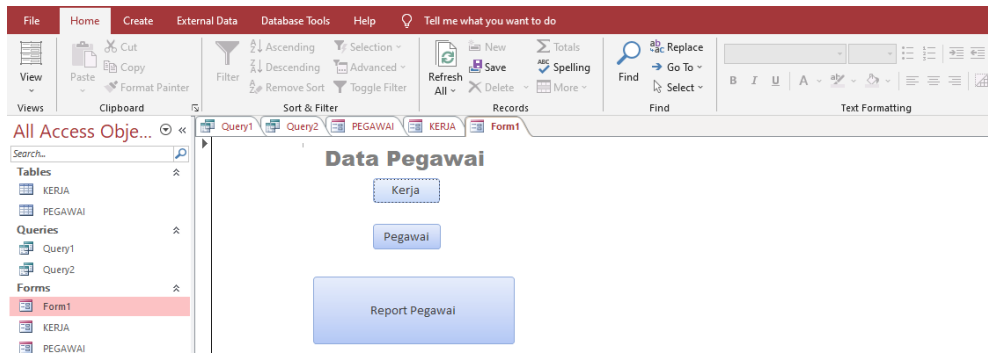 File Home Create External Data Database Tools Help Tell me what you want to do
View
Views
Paste
Cut
Copy
Format Painter
Clipboard
Filter
Ascending
Descending
Remove Sort
Selection
Advanced
Toggle Filter
Sort & Filter
Refresh All
New
Save
Delete
Totals
Spelling
More
Records
Find
Replace
Go To
Select
Find
B I U A
Text Formatting
All Access Obje...
Search...
Tables
KERJA
PEGAWAI
Queries
Query1
Query2
Forms
Form1
KERJA
PEGAWAI
Query1 Query2 PEGAWAI KERJA Form1
Data Pegawai
Kerja
Pegawai
Report Pegawai